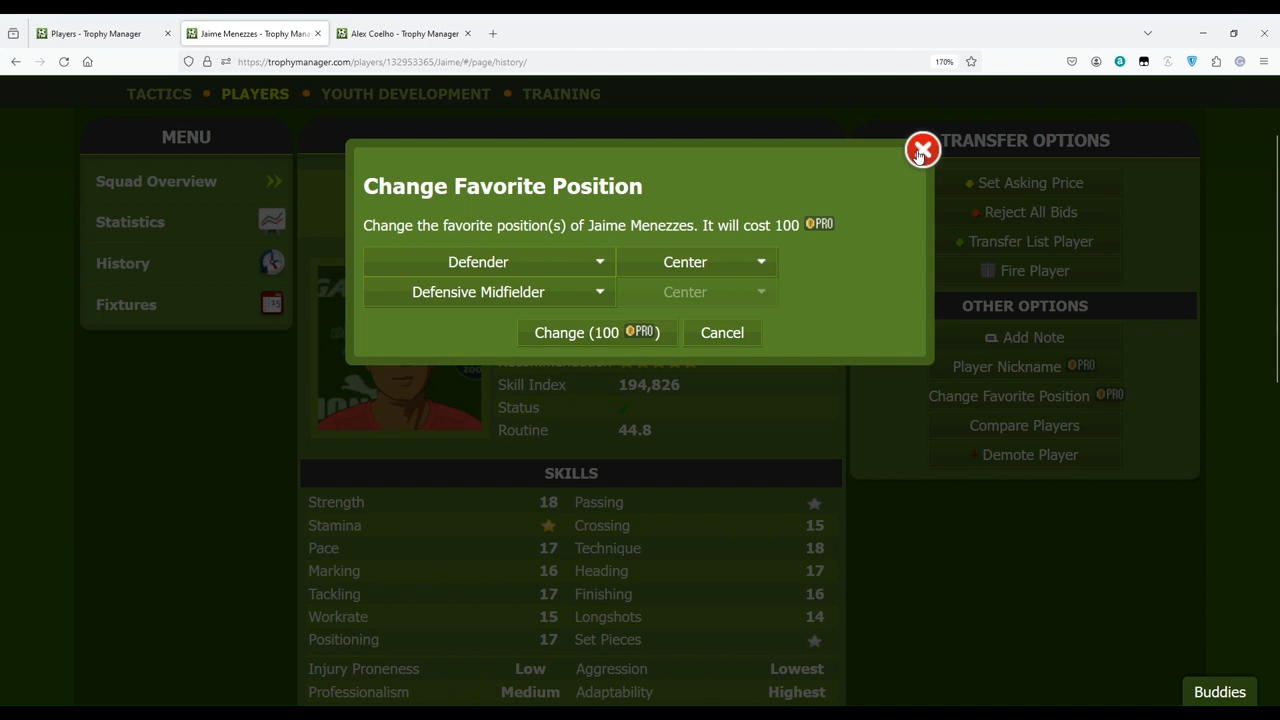 Players - Trophy Manager
Jaime Menezzes - Trophy Mana
Alex Coelho - Trophy Manager
https://trophymanager.com/players/132953365/Jaime/#/page/history/
170%
TACTICS • PLAYERS • YOUTH DEVELOPMENT • TRAINING
MENU
Squad Overview
Statistics
History
Fixtures
Change Favorite Position
Change the favorite position(s) of Jaime Menezzes. It will cost 100 PRO
Defender Center
Defensive Midfielder Center
Change (100 PRO) Cancel
Skill Index 194,826
Status
Routine 44.8
SKILLS
Strength 18 Passing
Stamina Crossing 15
Pace 17 Technique 18
Marking 16 Heading 17
Tackling 17 Finishing 16
Workrate 15 Longshots 14
Positioning 17 Set Pieces
Injury Proneness Low Aggression Lowest
Professionalism Medium Adaptability Highest
TRANSFER OPTIONS
Set Asking Price
Reject All Bids
Transfer List Player
Fire Player
OTHER OPTIONS
Add Note
Player Nickname PRO
Change Favorite Position PRO
Compare Players
Demote Player
Buddies